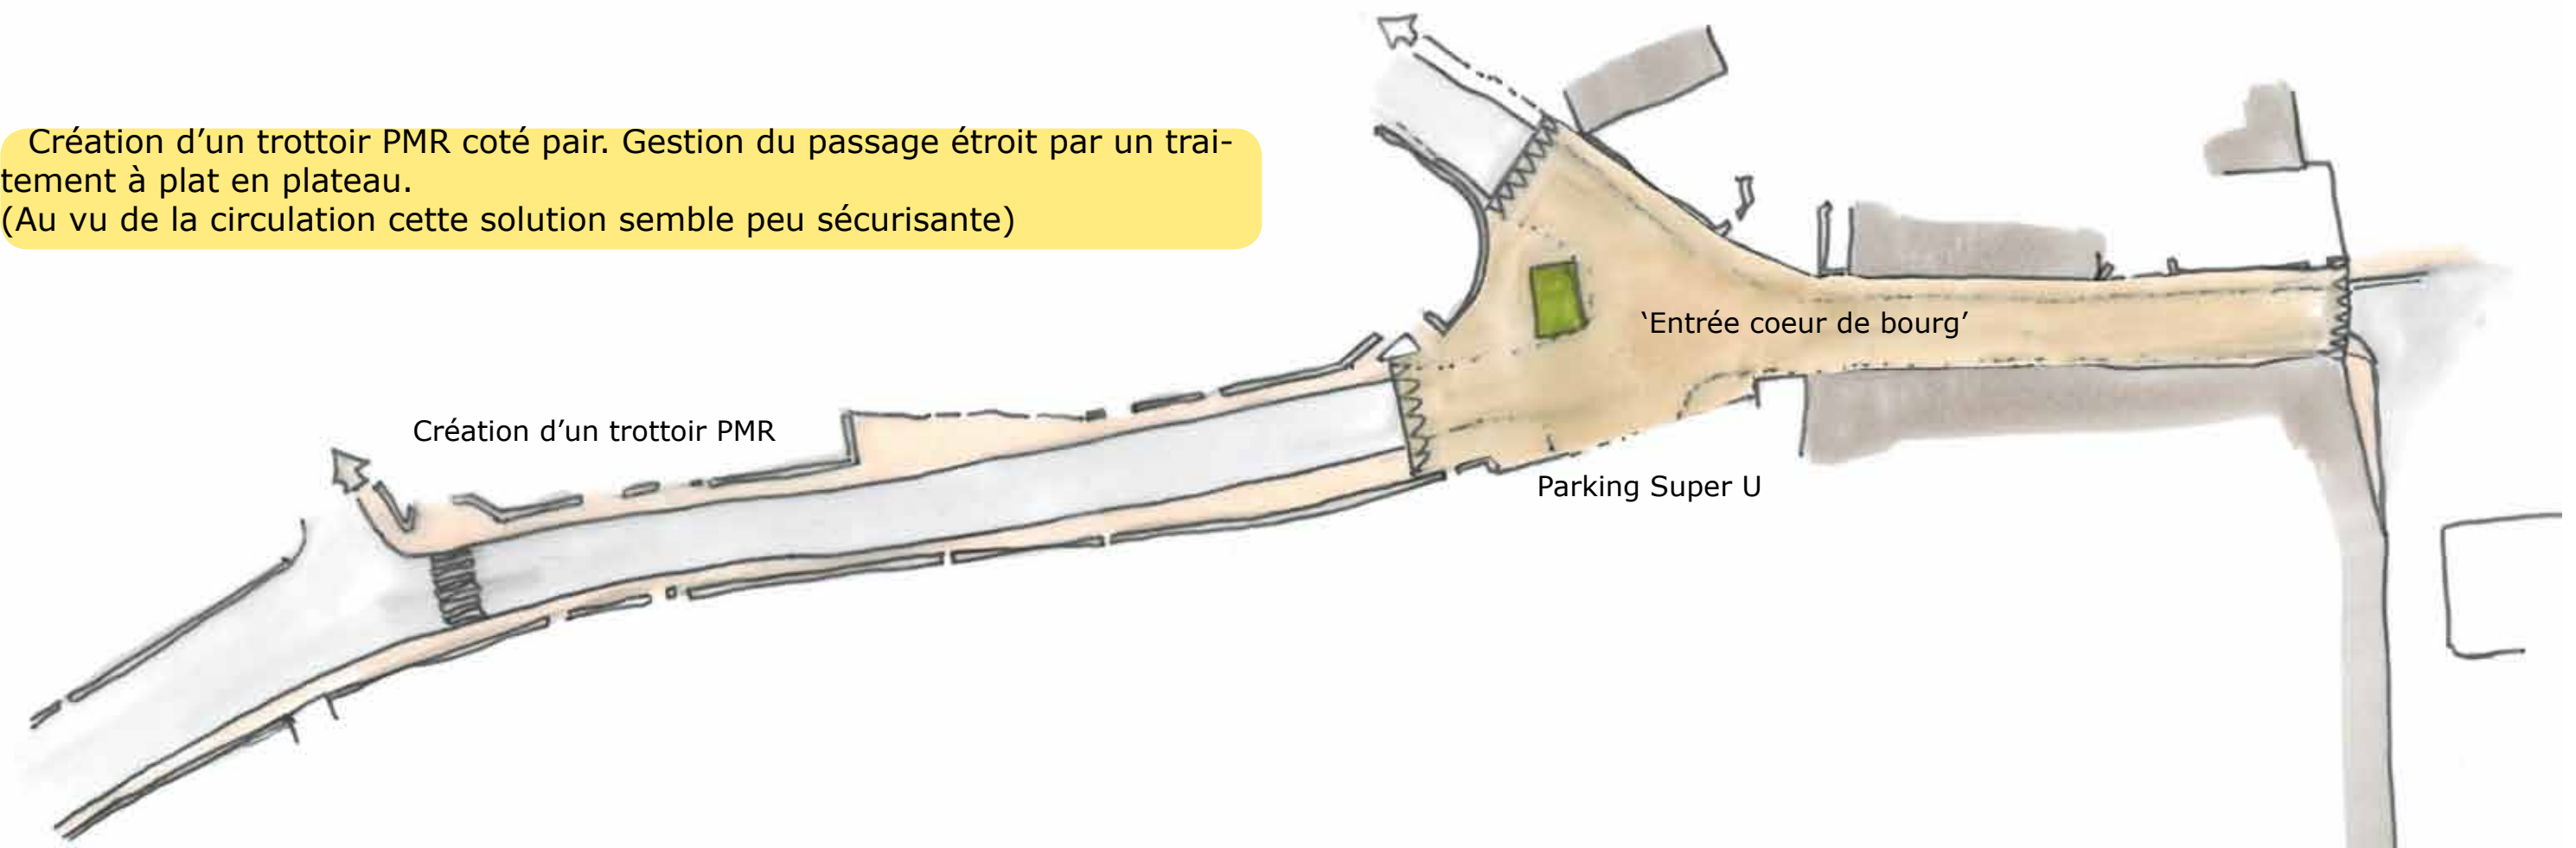 Création d’un trottoir PMR coté pair. Gestion du passage étroit par un trai-
tement à plat en plateau.
(Au vu de la circulation cette solution semble peu sécurisante)
‘Entrée coeur de bourg’
Création d’un trottoir PMR
Parking Super U